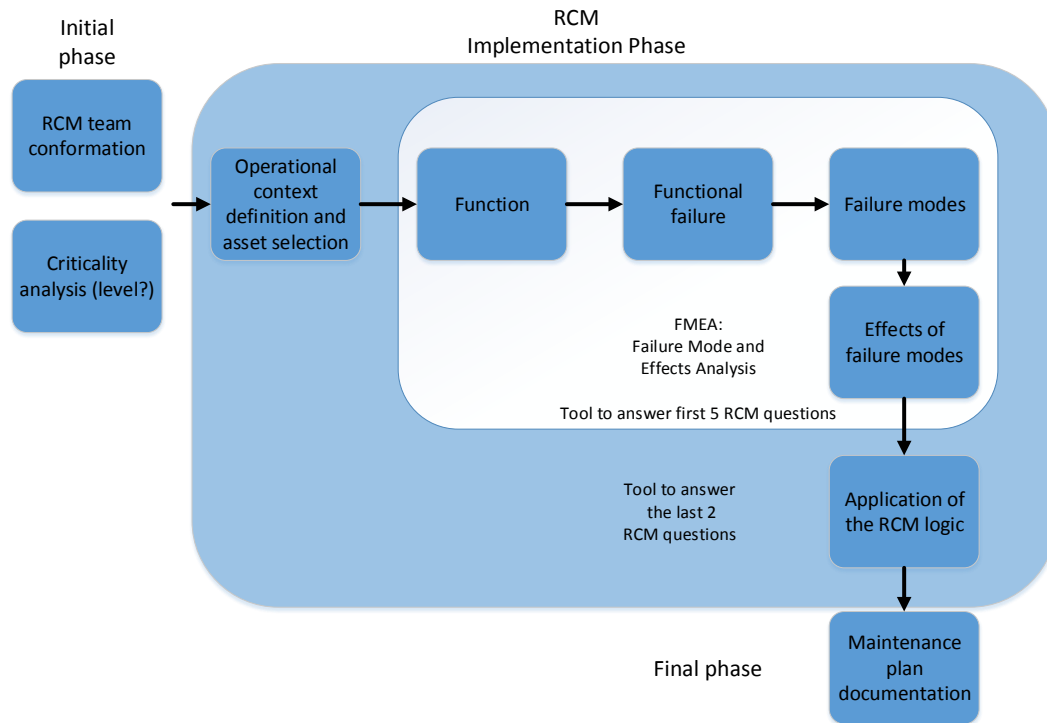 Initial
phase
RCM
Implementation Phase
RCM team
conformation
Criticality
analysis (level?)
Operational
context
definition and
asset selection
Function
Functional
failure
Failure modes
Effects of
failure modes
FMEA:
Failure Mode and
Effects Analysis
Tool to answer first 5 RCM questions
Tool to answer
the last 2
RCM questions
Application of
the RCM logic
Final phase
Maintenance
plan
documentation